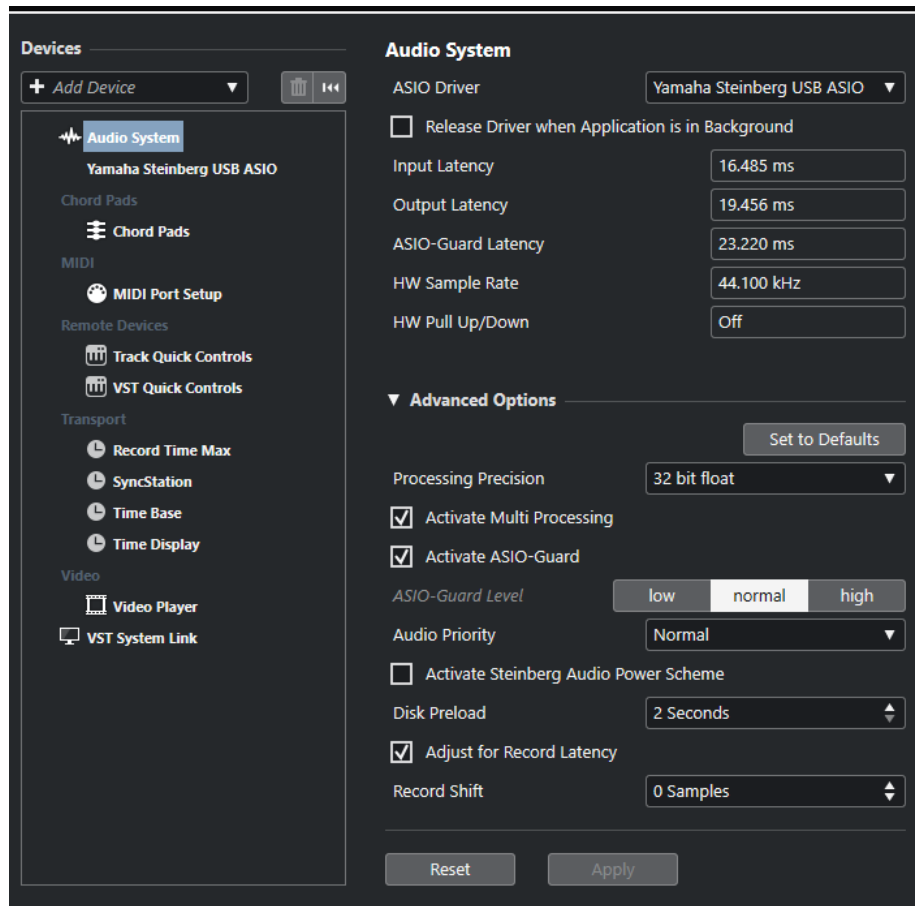 Devices
+ Add Device
Audio System
Yamaha Steinberg USB ASIO
Chord Pads
Chord Pads
MIDI
MIDI Port Setup
Remote Devices
Track Quick Controls
VST Quick Controls
Transport
Record Time Max
SyncStation
Time Base
Time Display
Video
Video Player
VST System Link
Audio System
ASIO Driver Yamaha Steinberg USB ASIO
Release Driver when Application is in Background
Input Latency 16.485 ms
Output Latency 19.456 ms
ASIO-Guard Latency 23.220 ms
HW Sample Rate 44.100 kHz
HW Pull Up/Down Off
Advanced Options
Set to Defaults
Processing Precision 32 bit float
Activate Multi Processing
Activate ASIO-Guard
ASIO-Guard Level low normal high
Audio Priority Normal
Activate Steinberg Audio Power Scheme
Disk Preload 2 Seconds
Adjust for Record Latency
Record Shift 0 Samples
Reset Apply